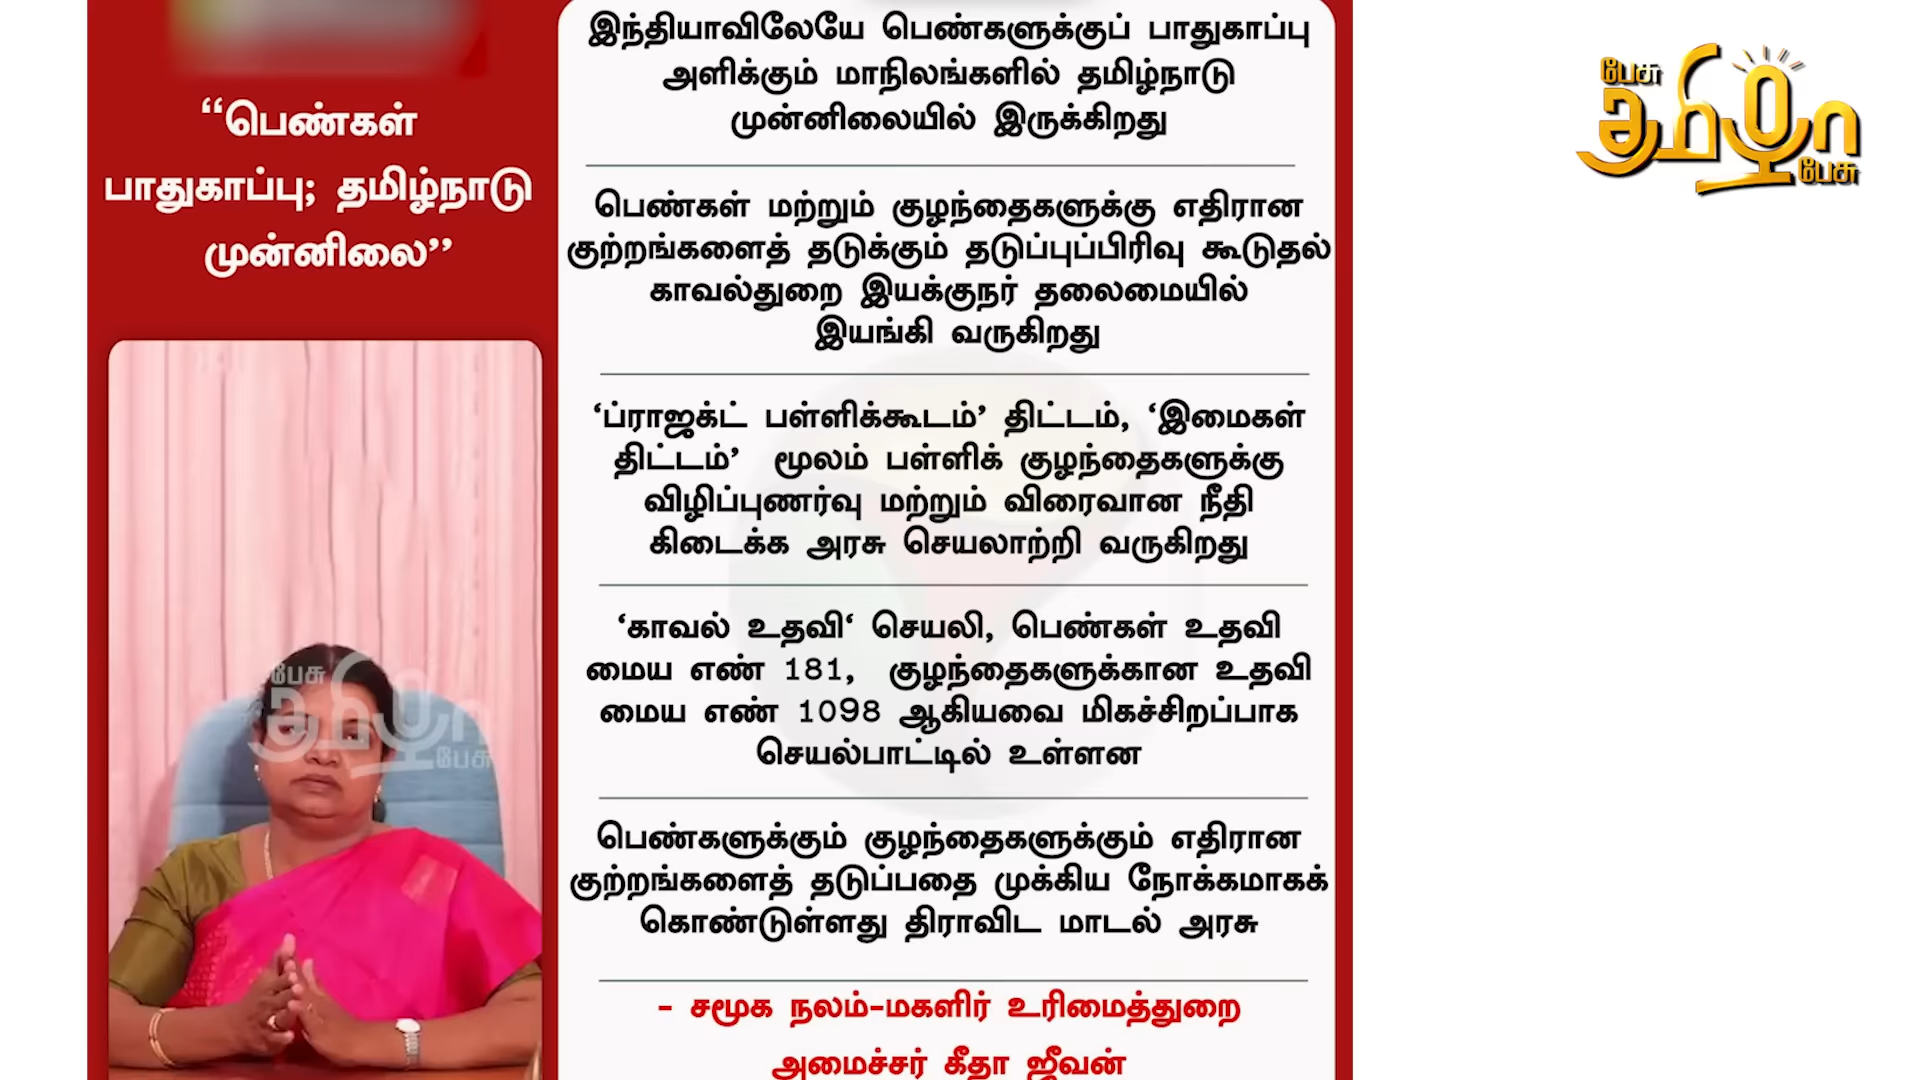 “பெண்கள்
பாதுகாப்பு; தமிழ்நாடு
முன்னிலை”
இந்தியாவிலேயே பெண்களுக்குப் பாதுகாப்பு
அளிக்கும் மாநிலங்களில் தமிழ்நாடு
முன்னிலையில் இருக்கிறது
பெண்கள் மற்றும் குழந்தைகளுக்கு எதிரான
குற்றங்களைத் தடுக்கும் தடுப்புப்பிரிவு கூடுதல்
காவல்துறை இயக்குநர் தலைமையில்
இயங்கி வருகிறது
‘ப்ராஜக்ட் பள்ளிக்கூடம்’ திட்டம், ‘இமைகள்
திட்டம்’ மூலம் பள்ளிக் குழந்தைகளுக்கு
விழிப்புணர்வு மற்றும் விரைவான நீதி
கிடைக்க அரசு செயலாற்றி வருகிறது
‘காவல் உதவி‘ செயலி, பெண்கள் உதவி
மைய எண் 181, குழந்தைகளுக்கான உதவி
மைய எண் 1098 ஆகியவை மிகச்சிறப்பாக
செயல்பாட்டில் உள்ளன
பெண்களுக்கும் குழந்தைகளுக்கும் எதிரான
குற்றங்களைத் தடுப்பதை முக்கிய நோக்கமாகக்
கொண்டுள்ளது திராவிட மாடல் அரசு
- சமூக நலம்-மகளிர் உரிமைத்துறை
அமைச்சர் கீதா ஜீவன்
பேசு
தமிழா
பேசு
பேசு
தமிழா
பேசு